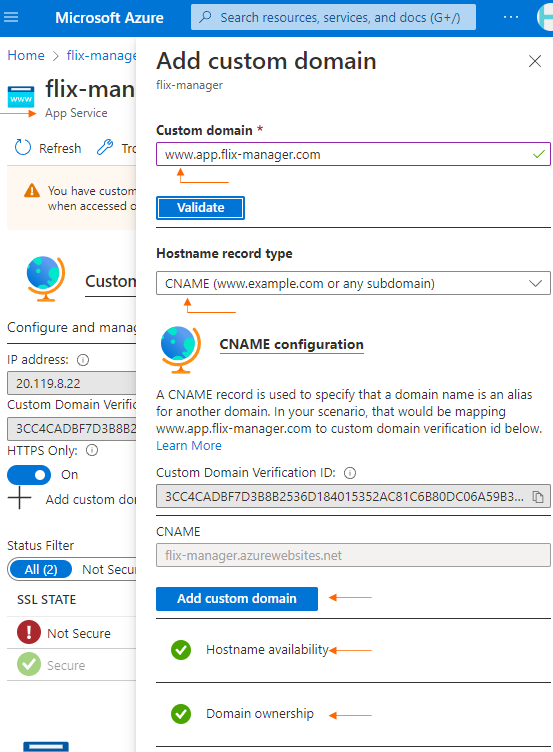 Microsoft Azure
Search resources, services, and docs (G+/)
Home > flix-manage
flix-man
App Service
Refresh
Tro
You have custom
when accessed o
Custom
Configure and manag
IP address:
20.119.8.22
Custom Domain Verific
3CC4CADBF7D3B8B2
HTTPS Only:
On
Add custom dor
Status Filter
All (2)
Not Secur
SSL STATE
Not Secure
Secure
www
Add custom domain
flix-manager
Custom domain *
www.app.flix-manager.com
Validate
Hostname record type
CNAME (www.example.com or any subdomain)
CNAME configuration
A CNAME record is used to specify that a domain name is an alias
for another domain. In your scenario, that would be mapping
www.app.flix-manager.com to custom domain verification id below.
Learn More
Custom Domain Verification ID:
3CC4CADBF7D3B8B2536D184015352AC81C6B80DC06A59B3...
CNAME
flix-manager.azurewebsites.net
Add custom domain
Hostname availability
Domain ownership